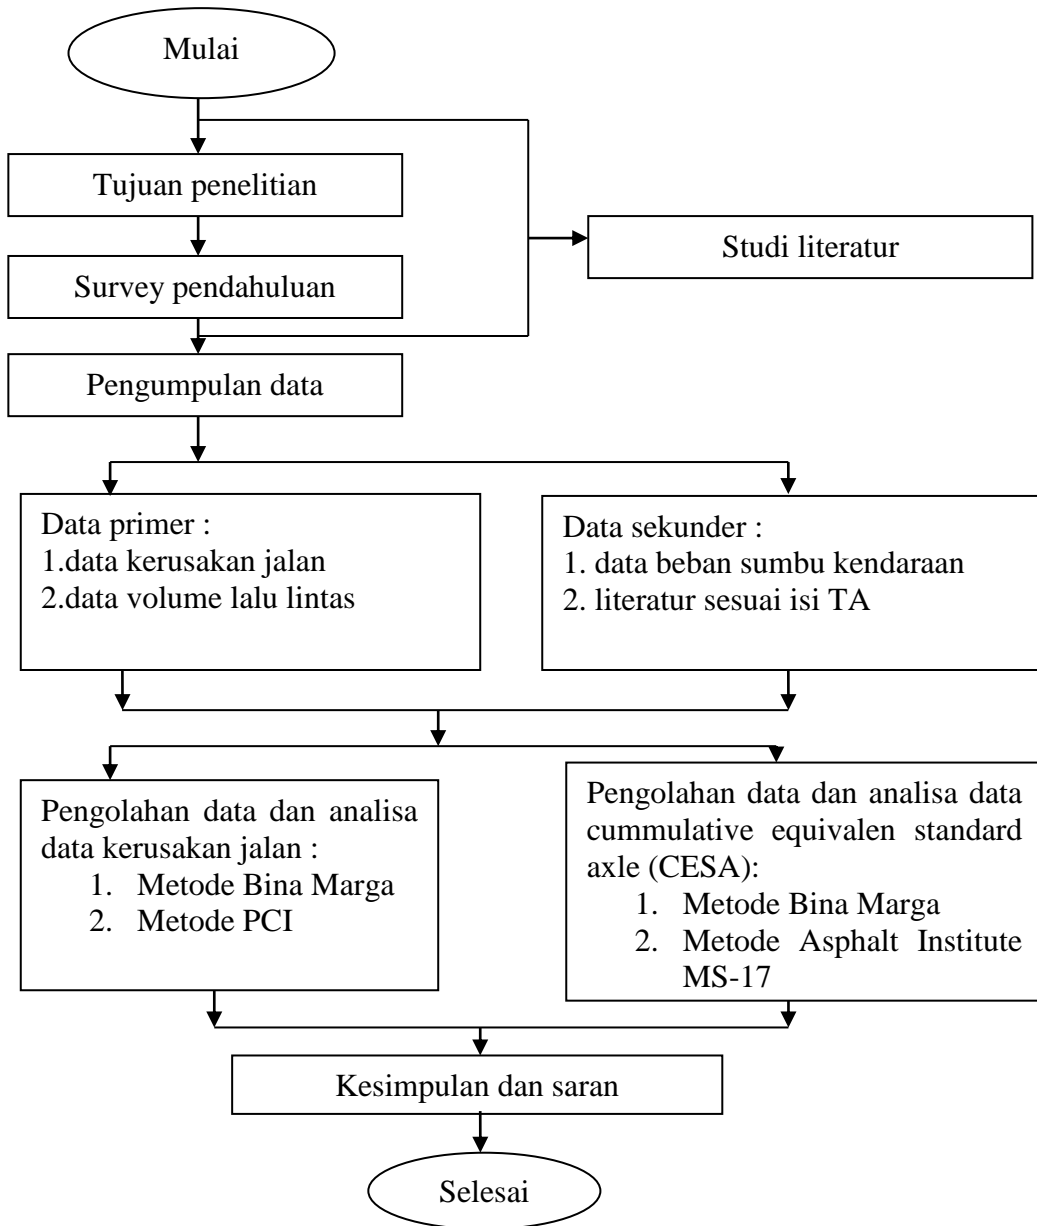 Mulai
Tujuan penelitian
Studi literatur
Survey pendahuluan
Pengumpulan data
Data primer :
1.data kerusakan jalan
2.data volume lalu lintas
Data sekunder :
1. data beban sumbu kendaraan
2. literatur sesuai isi TA
Pengolahan data dan analisa
data kerusakan jalan :
1. Metode Bina Marga
2. Metode PCI
Pengolahan data dan analisa data
cummulative equivalen standard
axle (CESA):
1. Metode Bina Marga
2. Metode Asphalt Institute
MS-17
Kesimpulan dan saran
Selesai